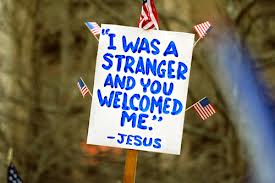 "I WAS A
STRANGER
AND YOU
WELCOMED
ME."
-JESUS